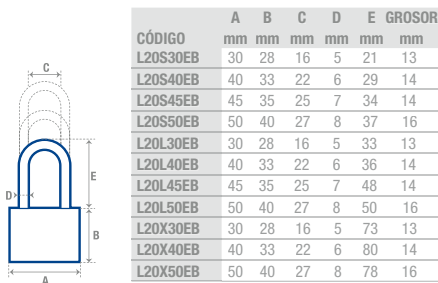 A B C D E GROSOR
CÓDIGO mm mm mm mm mm mm
L20S30EB 30 28 16 5 21 13
L20S40EB 40 33 22 6 29 14
L20S45EB 45 35 25 7 34 14
L20S50EB 50 40 27 8 37 16
L20L30EB 30 28 16 5 33 13
L20L40EB 40 33 22 6 36 14
L20L45EB 45 35 25 7 48 14
L20L50EB 50 40 27 8 50 16
L20X30EB 30 28 16 5 73 13
L20X40EB 40 33 22 6 80 14
L20X50EB 50 40 27 8 78 16
C
E
D
B
A